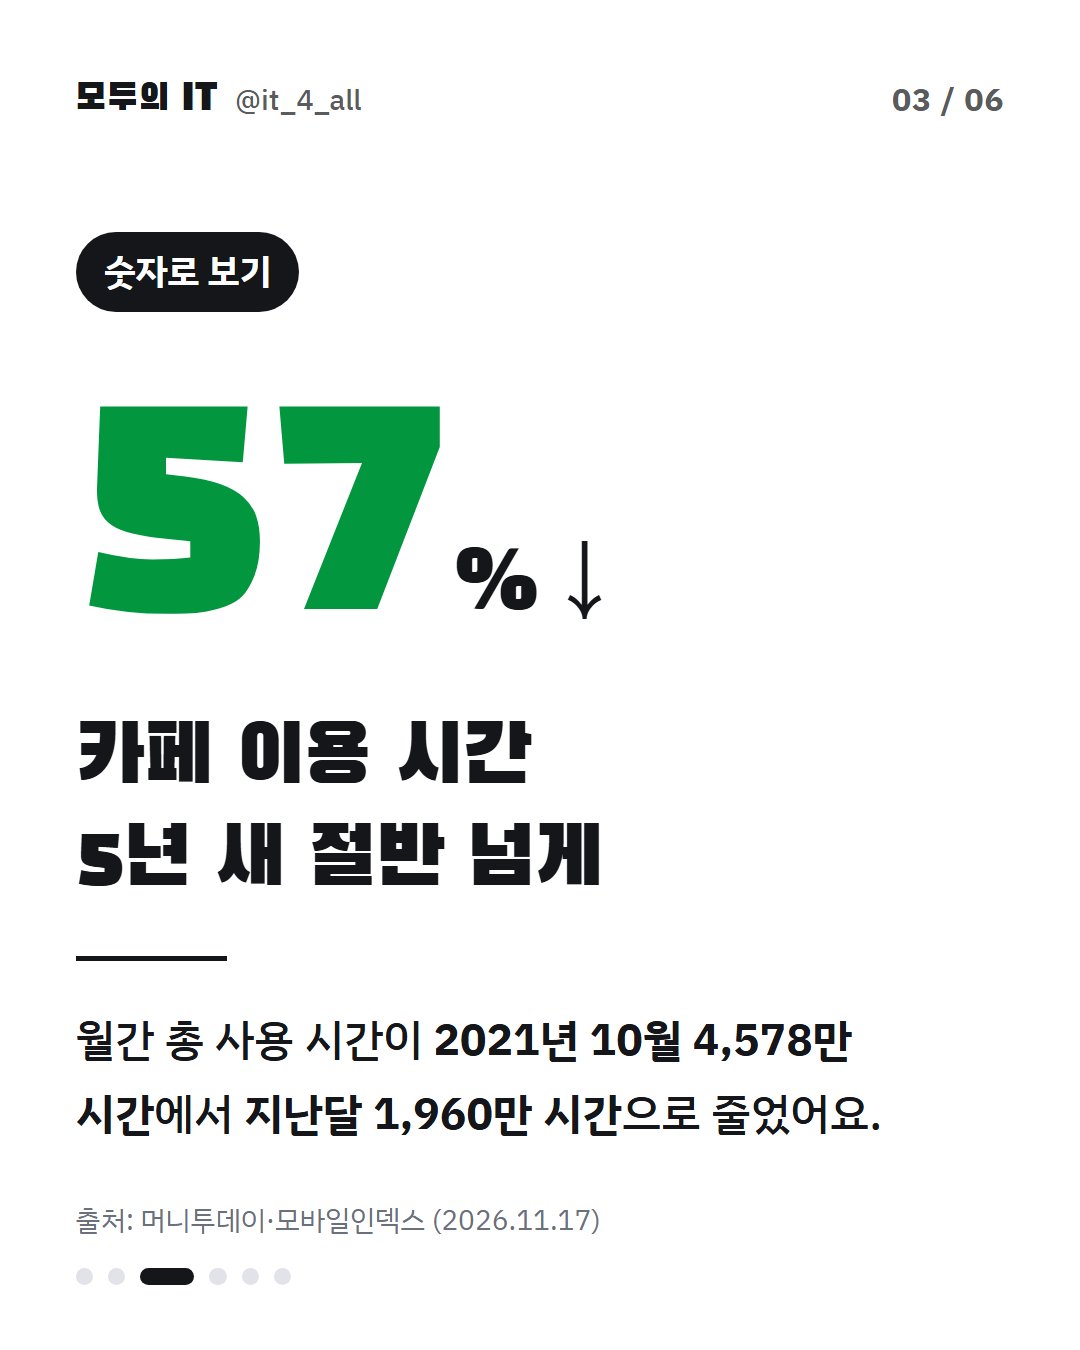 모두의 IT @it_4_all
03 / 06
숫자로 보기
57% ↓
카페 이용 시간
5년 새 절반 넘게
월간 총 사용 시간이 2021년 10월 4,578만
시간에서 지난달 1,960만 시간으로 줄었어요.
출처: 머니투데이·모바일인덱스 (2026.11.17)